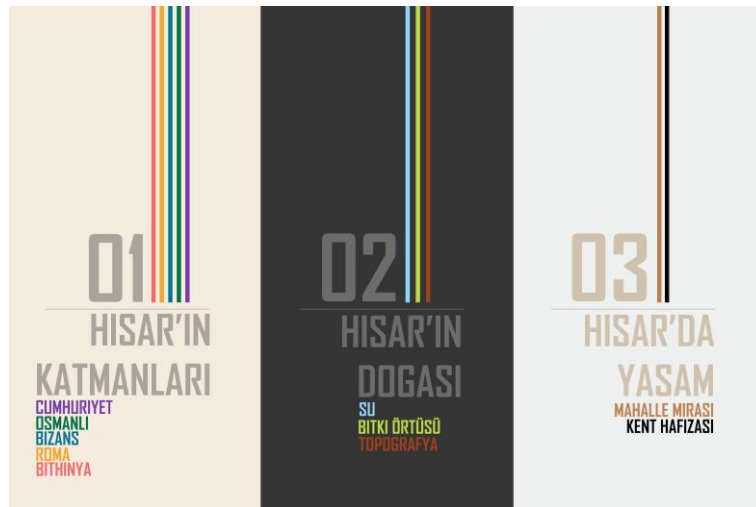 01
HISAR'IN
KATMANLARI
CUMHURIYET
OSMANLI
BIZANS
ROMA
BITHINYA
02
HISAR'IN
DOGASI
SU
BITKI ÖRTÜSÜ
TOPOGRAFYA
03
HISAR'DA
YASAM
MAHALLE MIRASI
KENT HAFIZASI